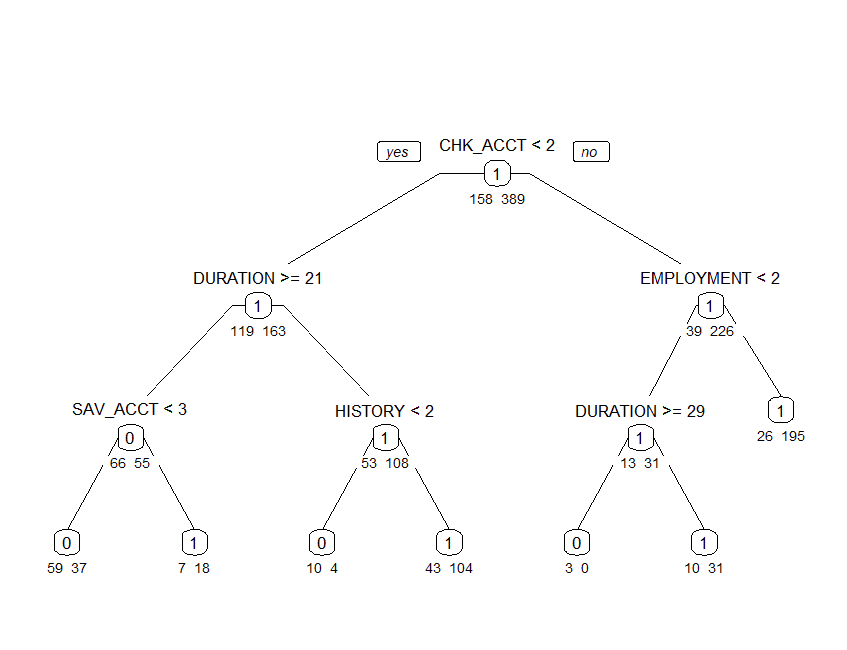 yes CHK_ACCT < 2 no
1
158 389
DURATION >= 21 EMPLOYMENT < 2
1 1
119 163 39 226
SAV_ACCT < 3 HISTORY < 2 DURATION >= 29 1
0 1 1 26 195
66 55 53 108 13 31
0 1 0 1 0 1
59 37 7 18 10 4 43 104 3 0 10 31